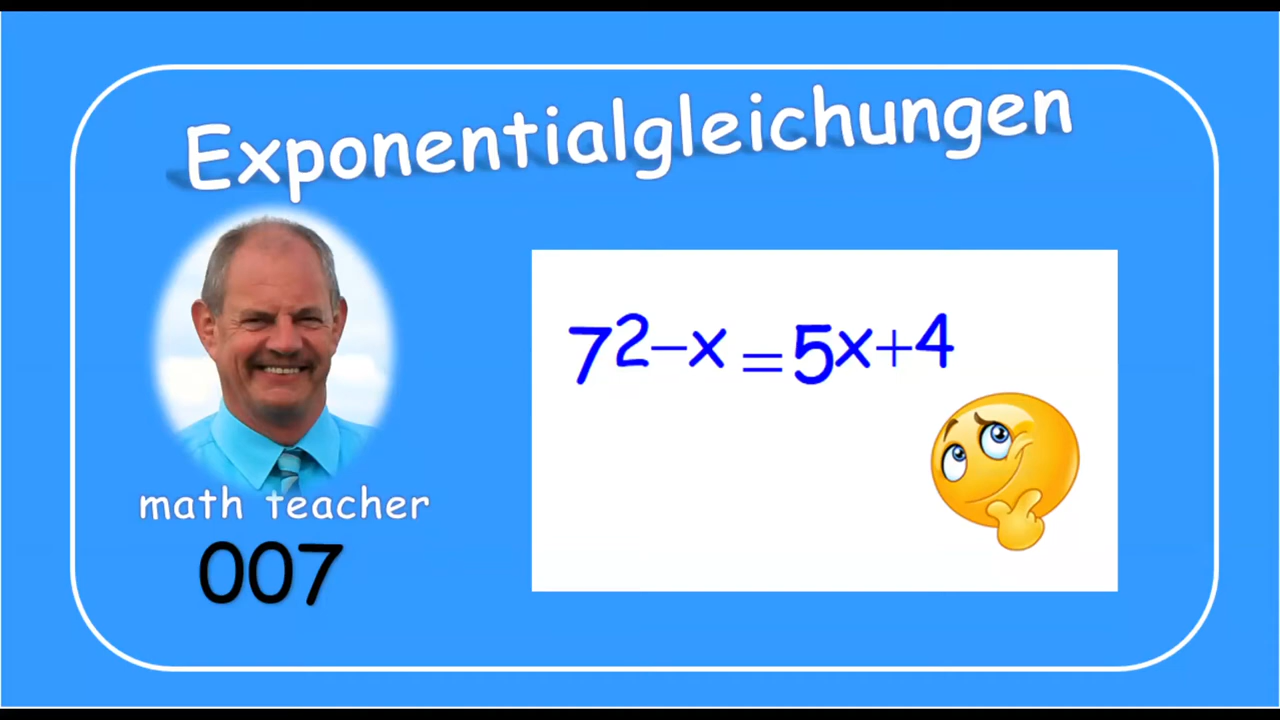 Exponentialgleichungen
7^{2-x} = 5^{x+4}
math teacher
007